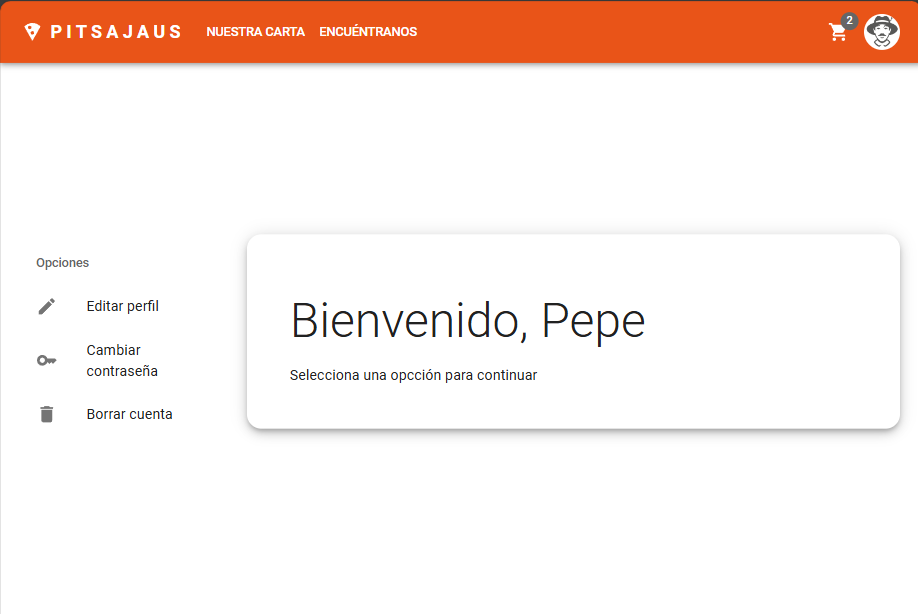 PITSAJAUS NUESTRA CARTA ENCUÉNTRANOS 2
Opciones
Editar perfil
Cambiar
contraseña
Borrar cuenta
Bienvenido, Pepe
Selecciona una opcción para continuar